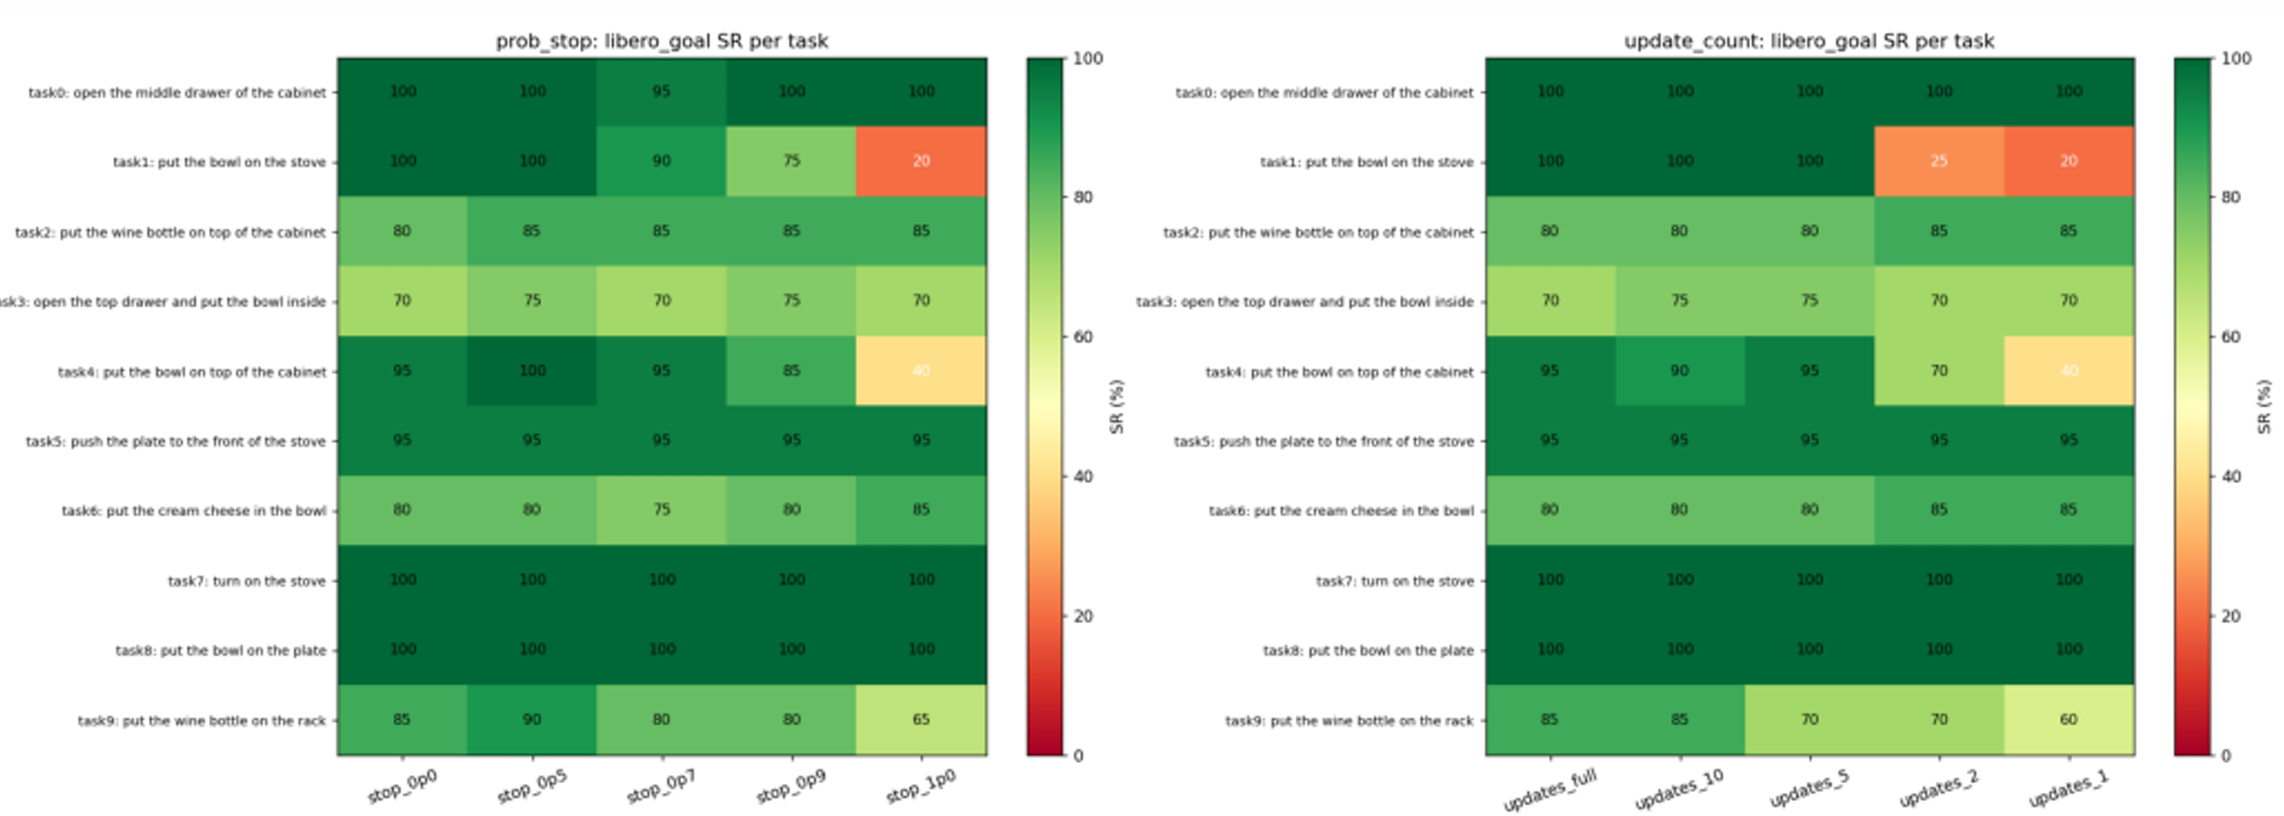 prob_stop: libero_goal SR per task
task0: open the middle drawer of the cabinet 100 100 95 100 100
task1: put the bowl on the stove 100 100 90 75 20
task2: put the wine bottle on top of the cabinet 80 85 85 85 85
sk3: open the top drawer and put the bowl inside 70 75 70 75 70
task4: put the bowl on top of the cabinet 95 100 95 85 40
task5: push the plate to the front of the stove 95 95 95 95 95
task6: put the cream cheese in the bowl 80 80 75 80 85
task7: turn on the stove 100 100 100 100 100
task8: put the bowl on the plate 100 100 100 100 100
task9: put the wine bottle on the rack 85 90 80 80 65
stop_0p0 stop_0p5 stop_0p7 stop_0p9 stop_1p0
100
80
60
40
20
0
SR (%)
update_count: libero_goal SR per task
task0: open the middle drawer of the cabinet 100 100 100 100 100
task1: put the bowl on the stove 100 100 100 25 20
task2: put the wine bottle on top of the cabinet 80 80 80 85 85
task3: open the top drawer and put the bowl inside 70 75 75 70 70
task4: put the bowl on top of the cabinet 95 90 95 70 40
task5: push the plate to the front of the stove 95 95 95 95 95
task6: put the cream cheese in the bowl 80 80 80 85 85
task7: turn on the stove 100 100 100 100 100
task8: put the bowl on the plate 100 100 100 100 100
task9: put the wine bottle on the rack 85 85 70 70 60
updates_full updates_10 updates_5 updates_2 updates_1
100
80
60
40
20
0
SR (%)